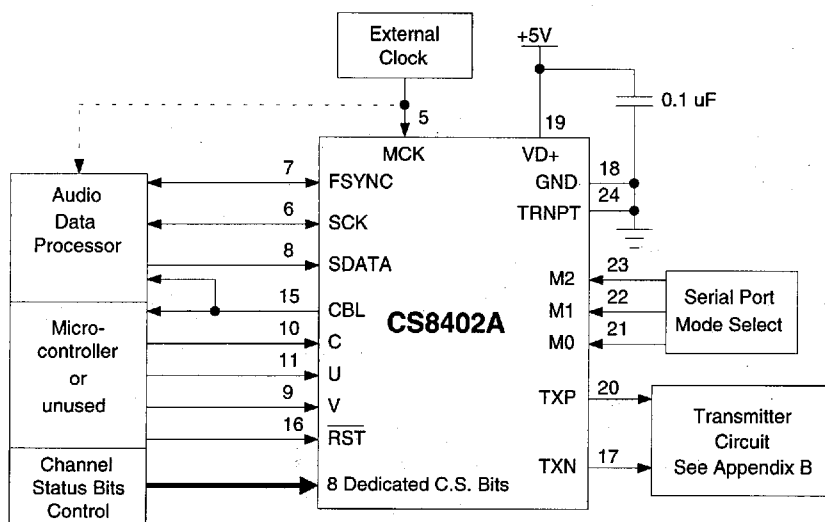 External
Clock
+5V
0.1 uF
5
19
MCK
VD+
Audio
Data
Processor
7
FSYNC
6
SCK
8
SDATA
15
CBL
Micro-
controller
or
unused
10
C
11
U
9
V
16
RST
Channel
Status Bits
Control
8 Dedicated C.S. Bits
CS8402A
GND
18
TRNPT
24
M2
23
M1
22
M0
21
Serial Port
Mode Select
TXP
20
TXN
17
Transmitter
Circuit
See Appendix B